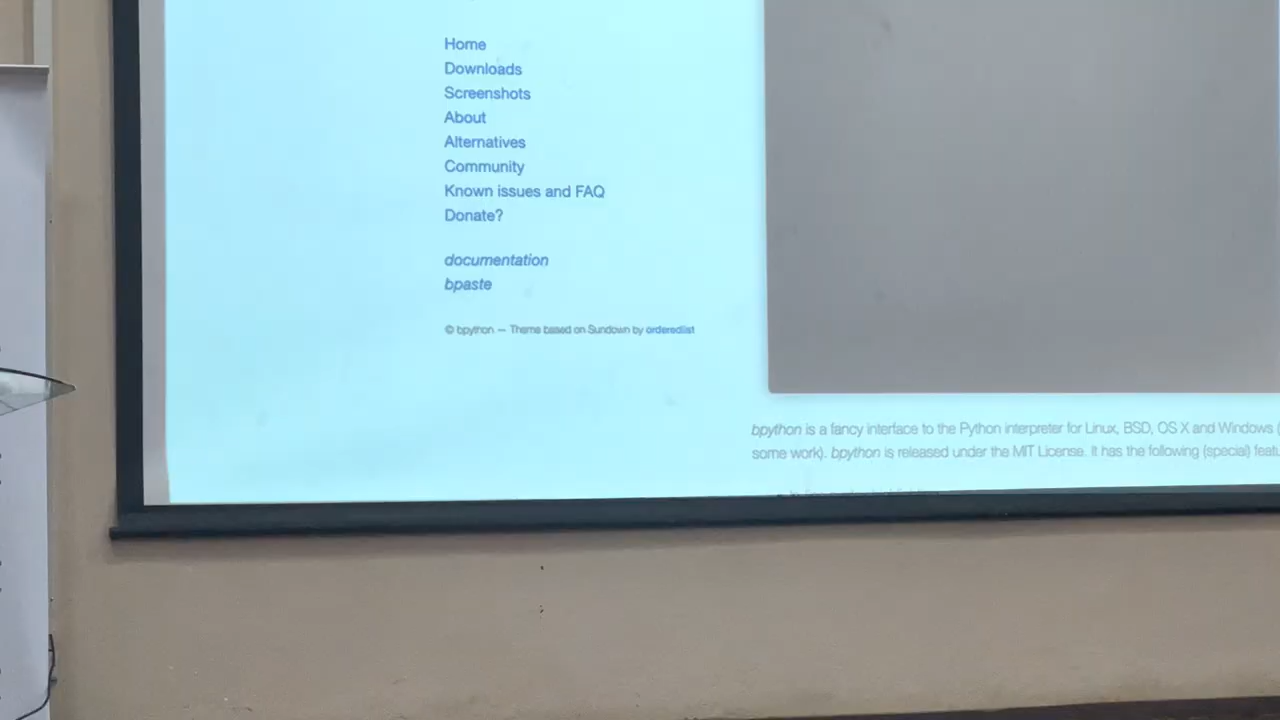 Home
Downloads
Screenshots
About
Alternatives
Community
Known issues and FAQ
Donate?
documentation
bpaste
© bpython — Theme based on Sundown by orderedlist
bpython is a fancy interface to the Python interpreter for Linux, BSD, OS X and Windows (
some work). bpython is released under the MIT License. It has the following (special)